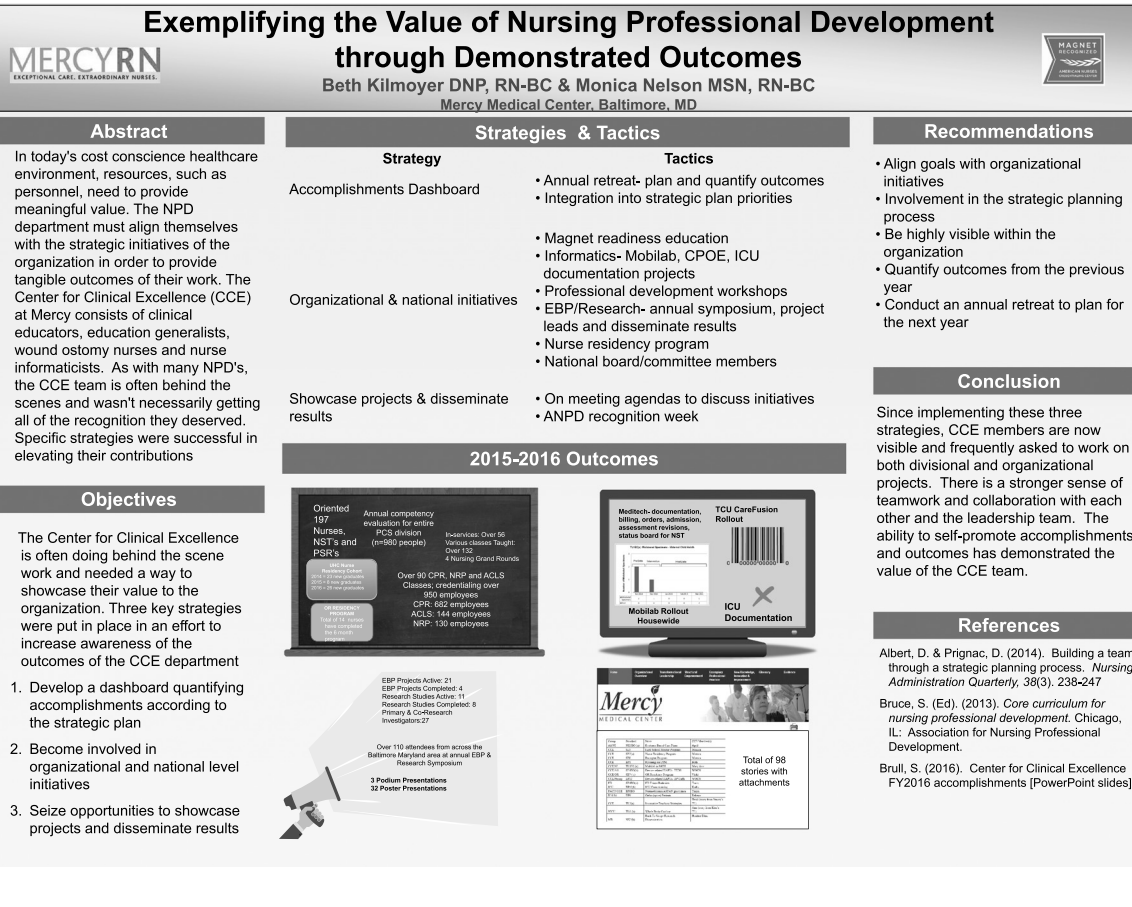 Exemplifying the Value of Nursing Professional Development
through Demonstrated Outcomes
Beth Kilmoyer DNP, RN-BC & Monica Nelson MSN, RN-BC
Mercy Medical Center, Baltimore, MD
MERCYRN
EXCEPTIONAL CARE. EXTRAORDINARY NURSES.
MAGNET
RECOGNIZED
AMERICAN NURSES
CREDENTIALING CENTER
Abstract
In today's cost conscience healthcare
environment, resources, such as
personnel, need to provide
meaningful value. The NPD
department must align themselves
with the strategic initiatives of the
organization in order to provide
tangible outcomes of their work. The
Center for Clinical Excellence (CCE)
at Mercy consists of clinical
educators, education generalists,
wound ostomy nurses and nurse
informaticists. As with many NPD's,
the CCE team is often behind the
scenes and wasn't necessarily getting
all of the recognition they deserved.
Specific strategies were successful in
elevating their contributions
Objectives
The Center for Clinical Excellence
is often doing behind the scene
work and needed a way to
showcase their value to the
organization. Three key strategies
were put in place in an effort to
increase awareness of the
outcomes of the CCE department
1. Develop a dashboard quantifying
accomplishments according to
the strategic plan
2. Become involved in
organizational and national level
initiatives
3. Seize opportunities to showcase
projects and disseminate results
Strategies & Tactics
Strategy Tactics
Accomplishments Dashboard
• Annual retreat- plan and quantify outcomes
• Integration into strategic plan priorities
Organizational & national initiatives
• Magnet readiness education
• Informatics- Mobilab, CPOE, ICU
documentation projects
• Professional development workshops
• EBP/Research- annual symposium, project
leads and disseminate results
• Nurse residency program
• National board/committee members
Showcase projects & disseminate
results
• On meeting agendas to discuss initiatives
• ANPD recognition week
2015-2016 Outcomes
Oriented
197
Nurses,
NST's and
PSR's
Annual competency
evaluation for entire
PCS division
(n=980 people)
In-services: Over 56
Various classes Taught:
Over 132
4 Nursing Grand Rounds
UHC Nurse
Residency Cohort
2014 = 23 new graduates
OR RESIDENCY
PROGRAM
Total of 14 nurses
have completed
the 6 month
program
Over 90 CPR, NRP and ACLS
Classes; credentialing over
950 employees
CPR: 682 employees
ACLS: 144 employees
NRP: 130 employees
Meditech- documentation,
billing, orders, admission,
assessment revisions,
status board for NST
TCU CareFusion
Rollout
Mobilab Rollout
Housewide
ICU
Documentation
EBP Projects Active: 21
EBP Projects Completed: 4
Research Studies Active: 11
Research Studies Completed: 8
Primary & Co-Research
Investigators:27
Over 110 attendees from across the
Baltimore Maryland area at annual EBP &
Research Symposium
3 Podium Presentations
32 Poster Presentations
Mercy
MEDICAL CENTER
Total of 98
stories with
attachments
Recommendations
• Align goals with organizational
initiatives
• Involvement in the strategic planning
process
• Be highly visible within the
organization
• Quantify outcomes from the previous
year
• Conduct an annual retreat to plan for
the next year
Conclusion
Since implementing these three
strategies, CCE members are now
visible and frequently asked to work on
both divisional and organizational
projects. There is a stronger sense of
teamwork and collaboration with each
other and the leadership team. The
ability to self-promote accomplishments
and outcomes has demonstrated the
value of the CCE team.
References
Albert, D. & Prignac, D. (2014). Building a team
through a strategic planning process. Nursing
Administration Quarterly, 38(3). 238-247
Bruce, S. (Ed). (2013). Core curriculum for
nursing professional development. Chicago,
IL: Association for Nursing Professional
Development.
Brull, S. (2016). Center for Clinical Excellence
FY2016 accomplishments [PowerPoint slides]